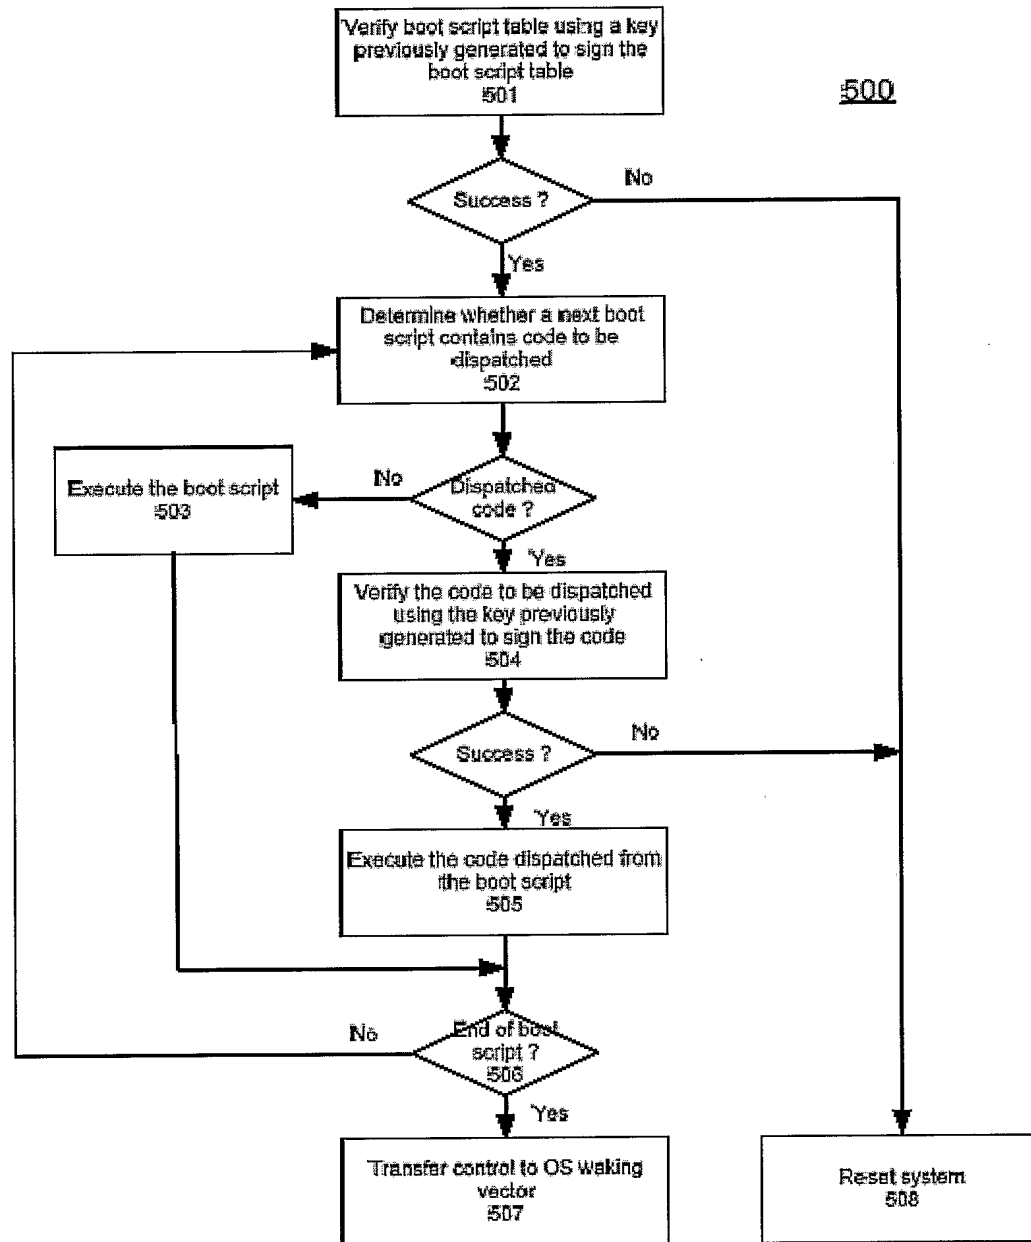 Verify boot script table using a key
previously generated to sign the
boot script table
501
500
Success ?
No
Yes
Determine whether a next boot
script contains code to be
dispatched
502
Execute the boot script
503
No
Dispatched
code ?
Yes
Verify the code to be dispatched
using the key previously
generated to sign the code
504
Success ?
No
Yes
Execute the code dispatched from
the boot script
505
No
End of boot
script ?
506
Yes
Transfer control to OS waking
vector
507
Re-set system
508